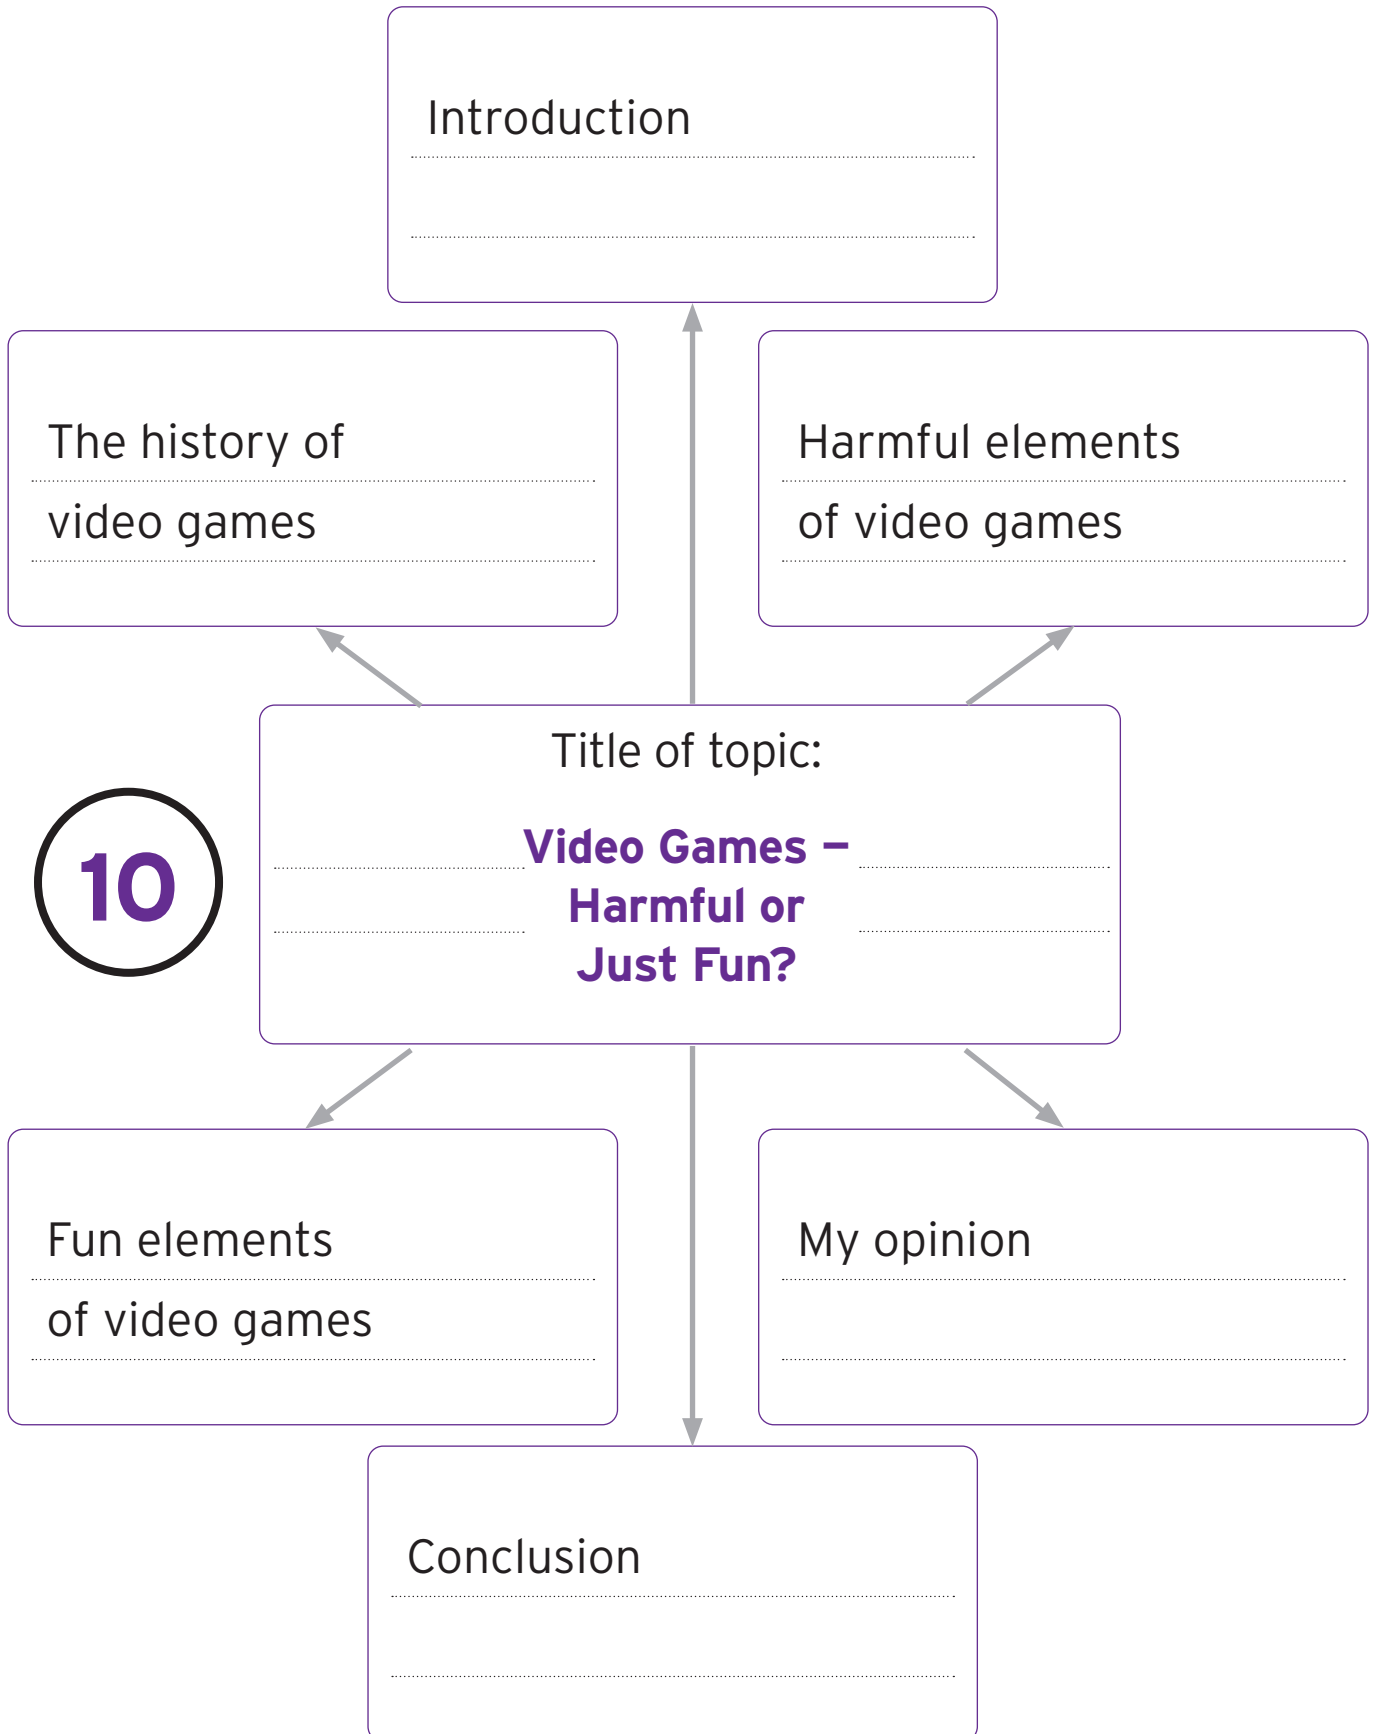 Introduction
The history of
video games
Harmful elements
of video games
Title of topic:
Video Games –
Harmful or
Just Fun?
10
Fun elements
of video games
My opinion
Conclusion